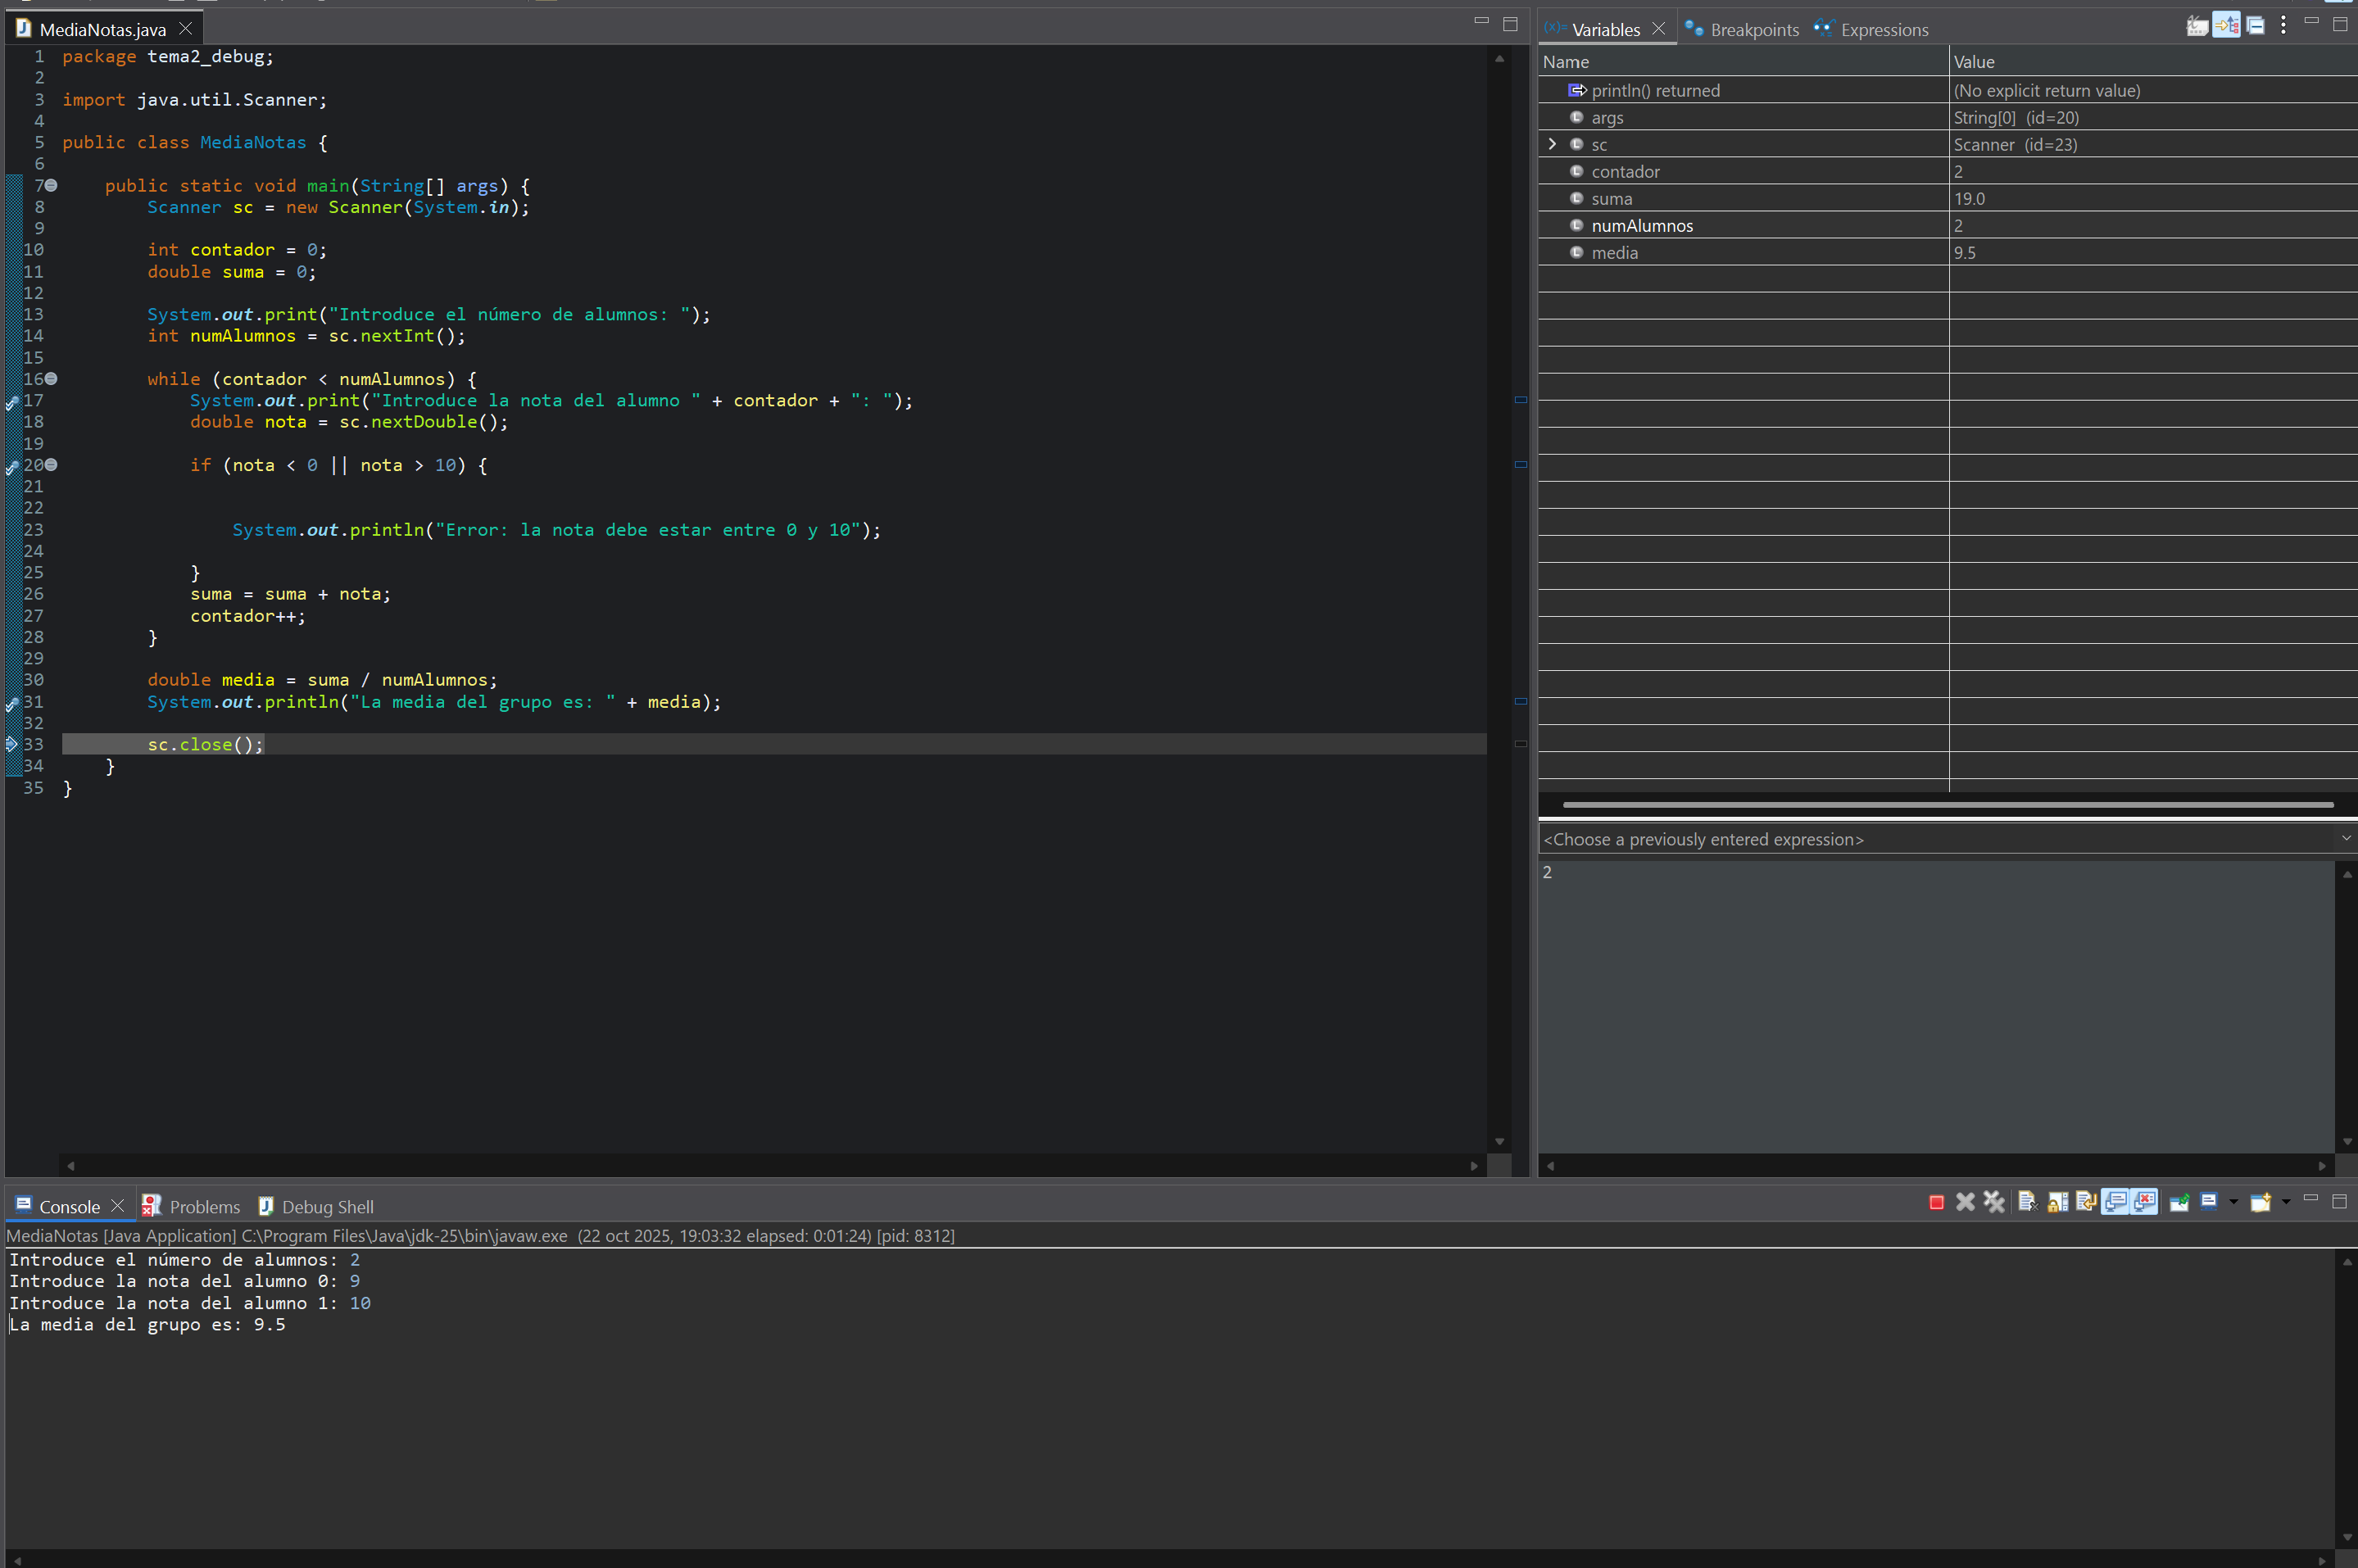 MediaNotas.java
1 package tema2_debug;
2
3 import java.util.Scanner;
4
5 public class MediaNotas {
6
7 public static void main(String[] args) {
8 Scanner sc = new Scanner(System.in);
9
10 int contador = 0;
11 double suma = 0;
12
13 System.out.print("Introduce el número de alumnos: ");
14 int numAlumnos = sc.nextInt();
15
16 while (contador < numAlumnos) {
17 System.out.print("Introduce la nota del alumno " + contador + ": ");
18 double nota = sc.nextDouble();
19
20 if (nota < 0 || nota > 10) {
21
22
23 System.out.println("Error: la nota debe estar entre 0 y 10");
24
25 }
26 suma = suma + nota;
27 contador++;
28 }
29
30 double media = suma / numAlumnos;
31 System.out.println("La media del grupo es: " + media);
32
33 sc.close();
34 }
35 }
(x)= Variables Breakpoints Expressions
Name Value
println() returned (No explicit return value)
args String[0] (id=20)
sc Scanner (id=23)
contador 2
suma 19.0
numAlumnos 2
media 9.5
<Choose a previously entered expression>
2
Console Problems Debug Shell
MediaNotas [Java Application] C:\Program Files\Java\jdk-25\bin\javaw.exe (22 oct 2025, 19:03:32 elapsed: 0:01:24) [pid: 8312]
Introduce el número de alumnos: 2
Introduce la nota del alumno 0: 9
Introduce la nota del alumno 1: 10
La media del grupo es: 9.5